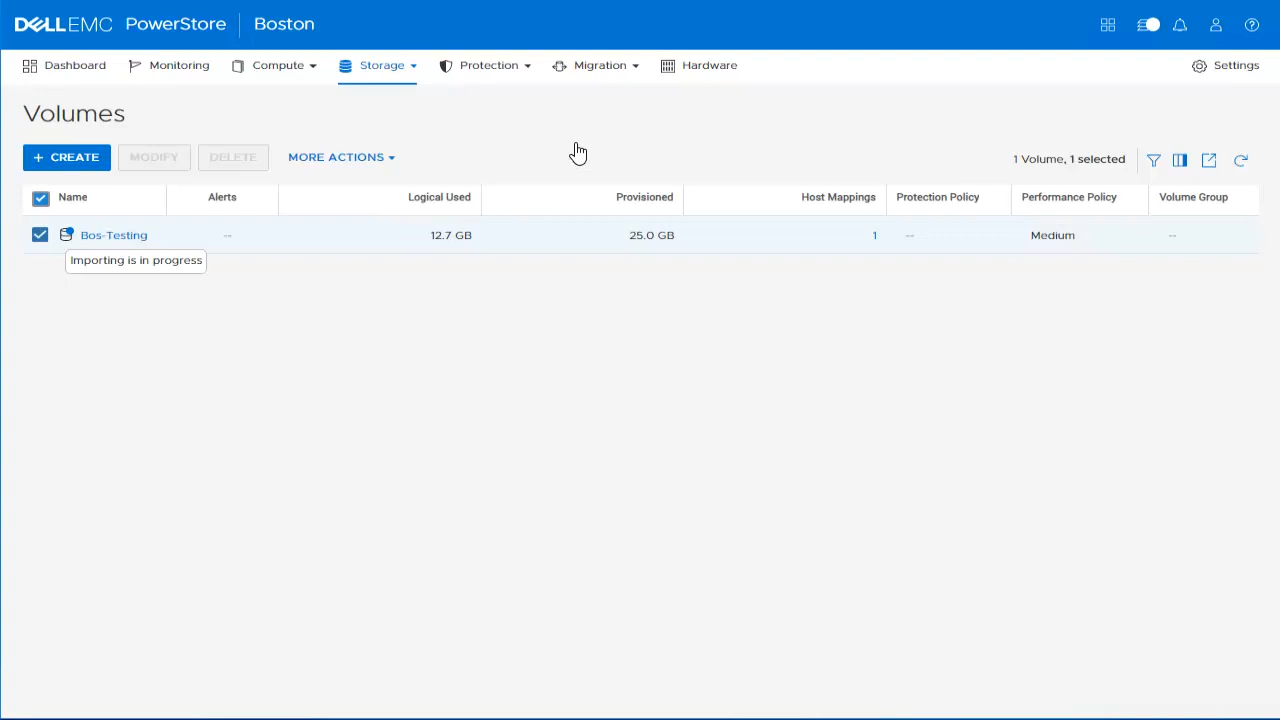 DELLEMC PowerStore Boston
Dashboard Monitoring Compute Storage Protection Migration Hardware Settings
Volumes
+ CREATE MODIFY DELETE MORE ACTIONS 1 Volume, 1 selected
Name Alerts Logical Used Provisioned Host Mappings Protection Policy Performance Policy Volume Group
Bos-Testing -- 12.7 GB 25.0 GB 1 -- Medium --
Importing is in progress